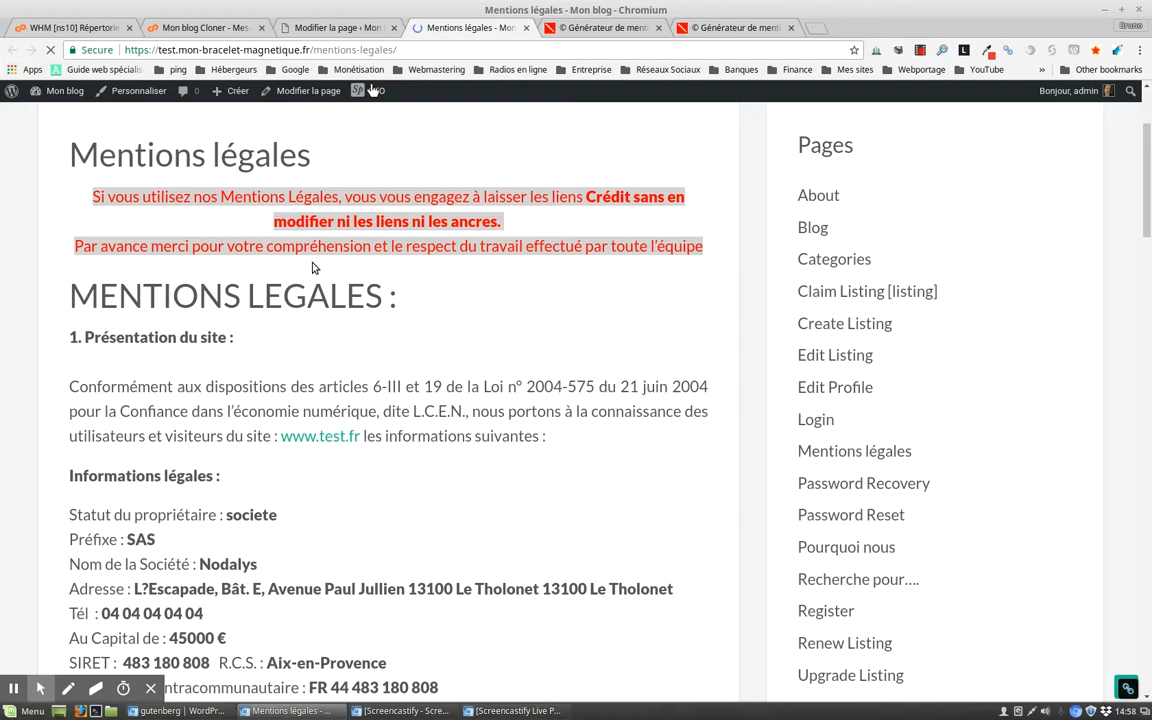 Mentions légales - Mon blog - Chromium
WHM [ns10] Répertorie
Mon blog Cloner - Mes
Modifier la page ‹ Mon
Mentions légales - Mon
© Générateur de ment
© Générateur de ment
Bruno
Secure
https://test.mon-bracelet-magnetique.fr/mentions-legales/
Apps
Guide web spécialis
ping
Hébergeurs
Google
Monétisation
Webmastering
Radios en ligne
Entreprise
Réseaux Sociaux
Banques
Finance
Mes sites
Webportage
YouTube
»
Other bookmarks
Mon blog
Personnaliser
0
Créer
Modifier la page
Sp
Bonjour, admin
Mentions légales
Si vous utilisez nos Mentions Légales, vous vous engagez à laisser les liens Crédit sans en
modifier ni les liens ni les ancres.
Par avance merci pour votre compréhension et le respect du travail effectué par toute l'équipe
MENTIONS LEGALES :
1. Présentation du site :
Conformément aux dispositions des articles 6-III et 19 de la Loi n° 2004-575 du 21 juin 2004
pour la Confiance dans l'économie numérique, dite L.C.E.N., nous portons à la connaissance des
utilisateurs et visiteurs du site : www.test.fr les informations suivantes :
Informations légales :
Statut du propriétaire : societe
Préfixe : SAS
Nom de la Société : Nodalys
Adresse : L?Escapade, Bât. E, Avenue Paul Jullien 13100 Le Tholonet 13100 Le Tholonet
Tél : 04 04 04 04 04
Au Capital de : 45000 €
SIRET : 483 180 808 R.C.S. : Aix-en-Provence
ntracommunautaire : FR 44 483 180 808
Pages
About
Blog
Categories
Claim Listing [listing]
Create Listing
Edit Listing
Edit Profile
Login
Mentions légales
Password Recovery
Password Reset
Pourquoi nous
Recherche pour....
Register
Renew Listing
Upgrade Listing
Menu
gutenberg | WordPr...
Mentions légales - ...
[Screencastify - Scre...
[Screencastify Live P...
14:58